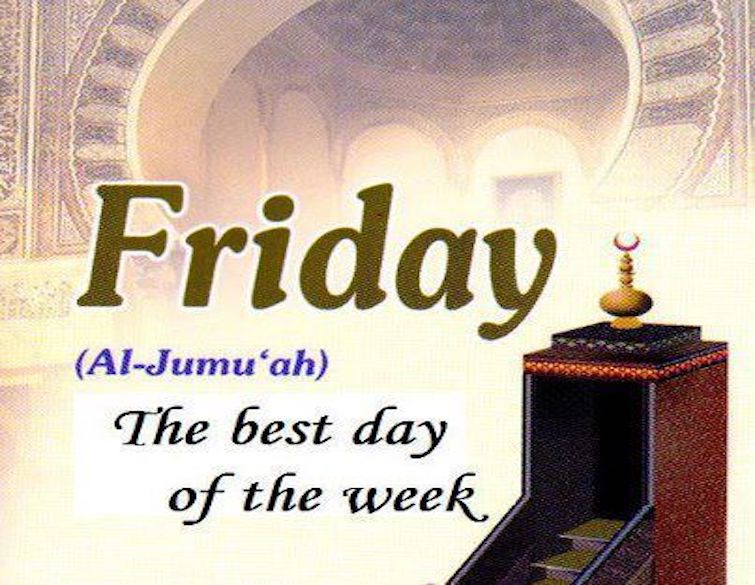 Friday
(Al-Jumu‘ah)
The best day
of the week